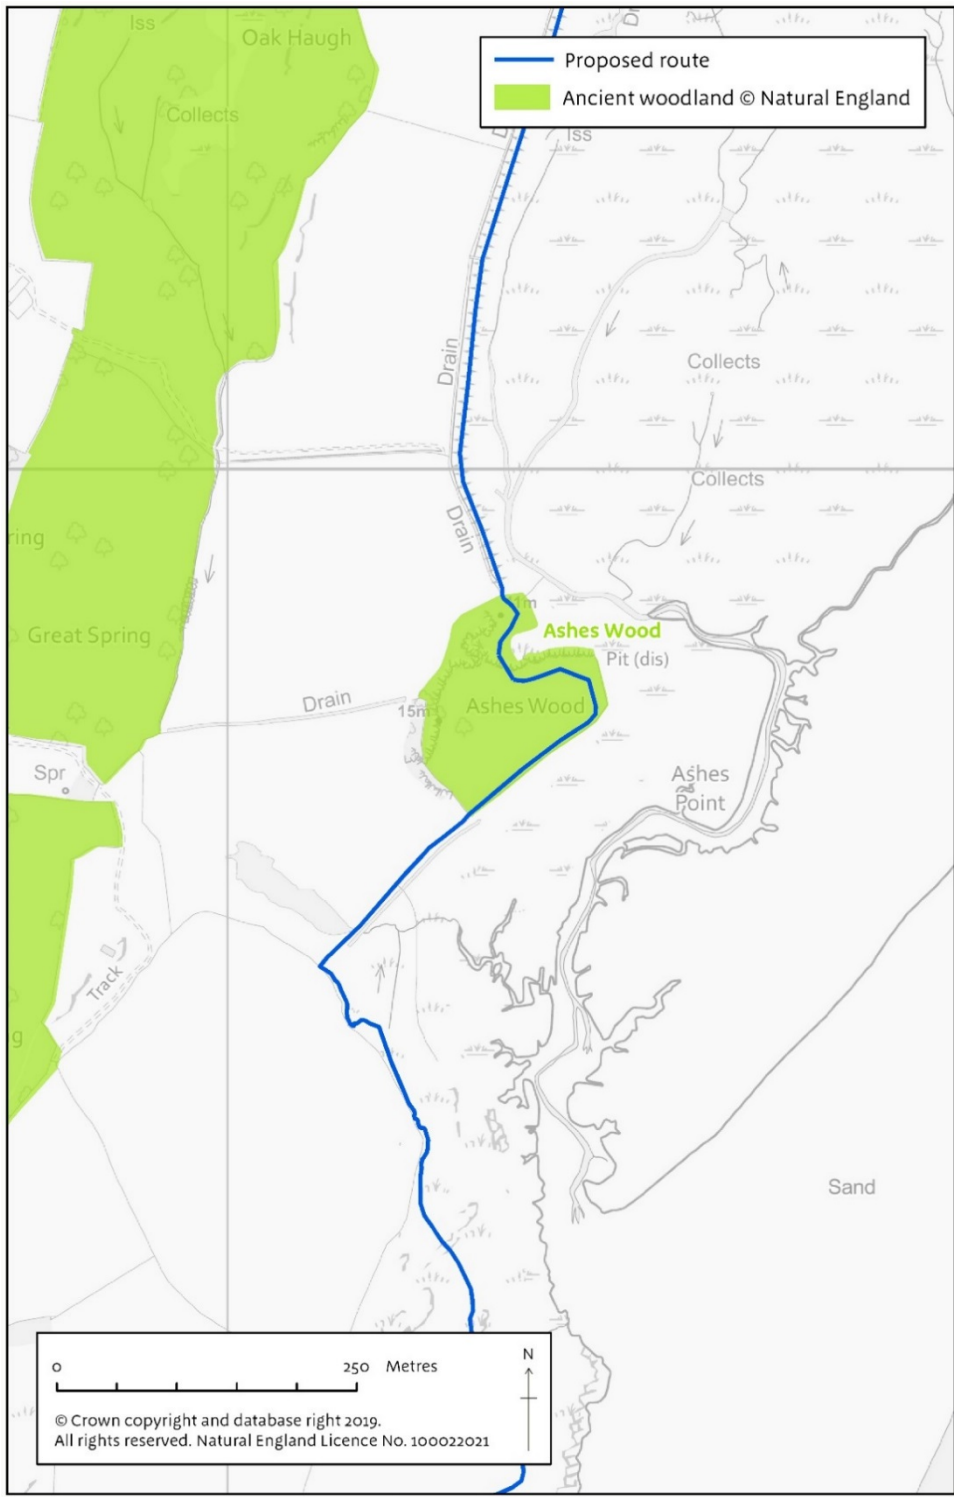 Iss
Oak Haugh
Collects
Proposed route
Ancient woodland © Natural England
Iss
Drain
Collects
Collects
Drain
ring
Great Spring
1m
Ashes Wood
Pit (dis)
Drain
15m
Ashes Wood
Spr
Ashes
Point
Track
g
Sand
0 250 Metres
N
© Crown copyright and database right 2019.
All rights reserved. Natural England Licence No. 100022021